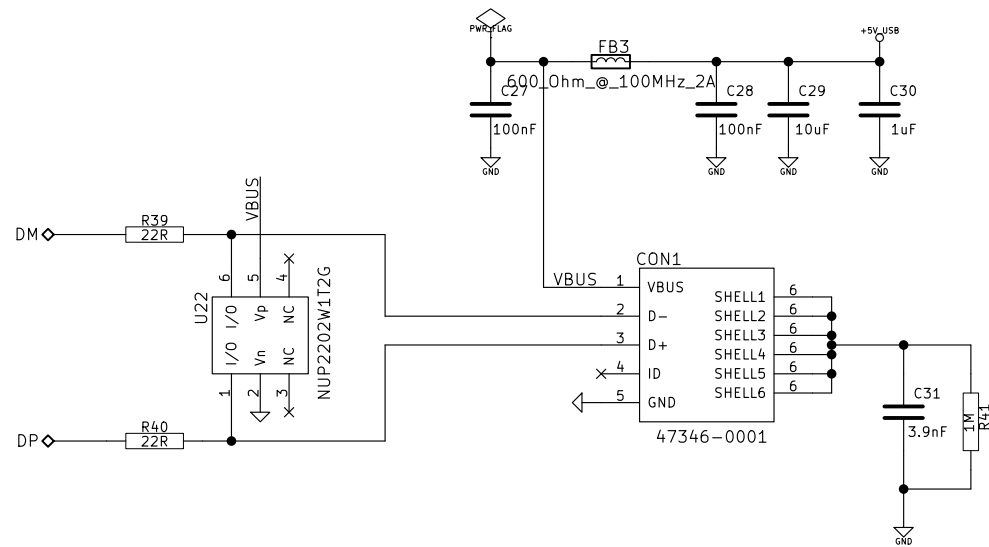 PWR_FLAG
+5V_USB
FB3
600_Ohm_@_100MHz_2A
C27
100nF
C28
100nF
C29
10uF
C30
1uF
GND
GND
GND
GND
VBUS
DM
R39
22R
6
5
4
U22
I/O
Vp
NC
I/O
Vn
NC
NUP2202W1T2G
1
2
3
DP
R40
22R
CON1
VBUS
1
VBUS
2
D-
3
D+
4
ID
5
GND
SHELL1
6
SHELL2
6
SHELL3
6
SHELL4
6
SHELL5
6
SHELL6
6
47346-0001
C31
3.9nF
1M
R41
GND